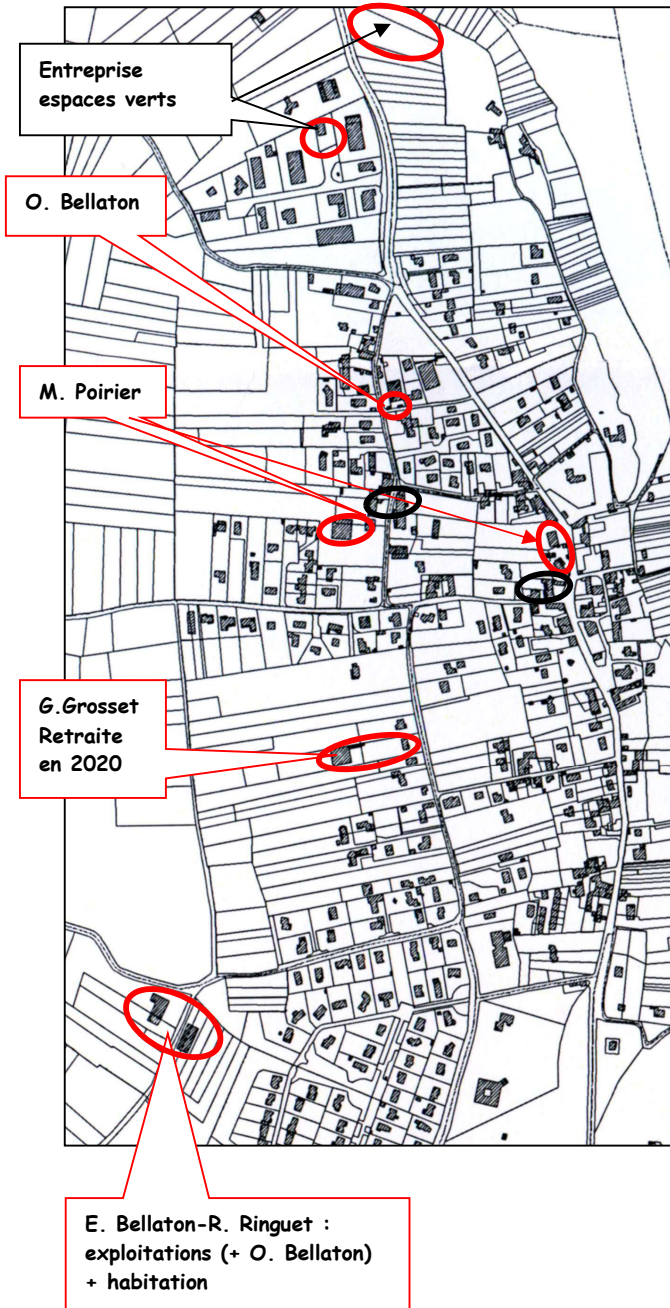 Entreprise
espaces verts
O. Bellaton
M. Poirier
G.Grosset
Retraite
en 2020
E. Bellaton-R. Ringuet :
exploitations (+ O. Bellaton)
+ habitation